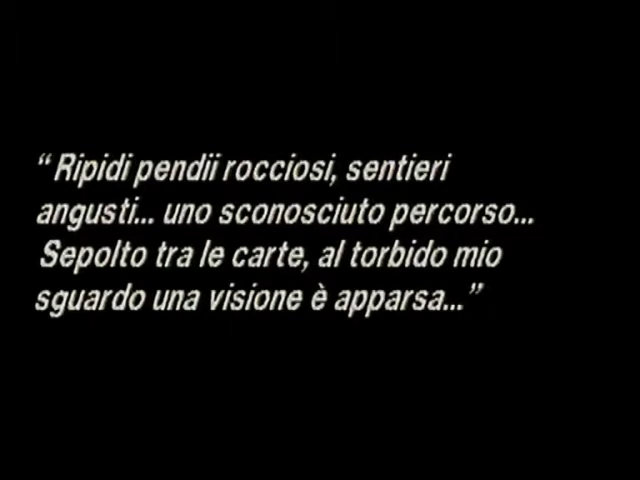 “ Ripidi pendii rocciosi, sentieri
angusti... uno sconosciuto percorso...
Sepolto tra le carte, al torbido mio
sguardo una visione è apparsa...”